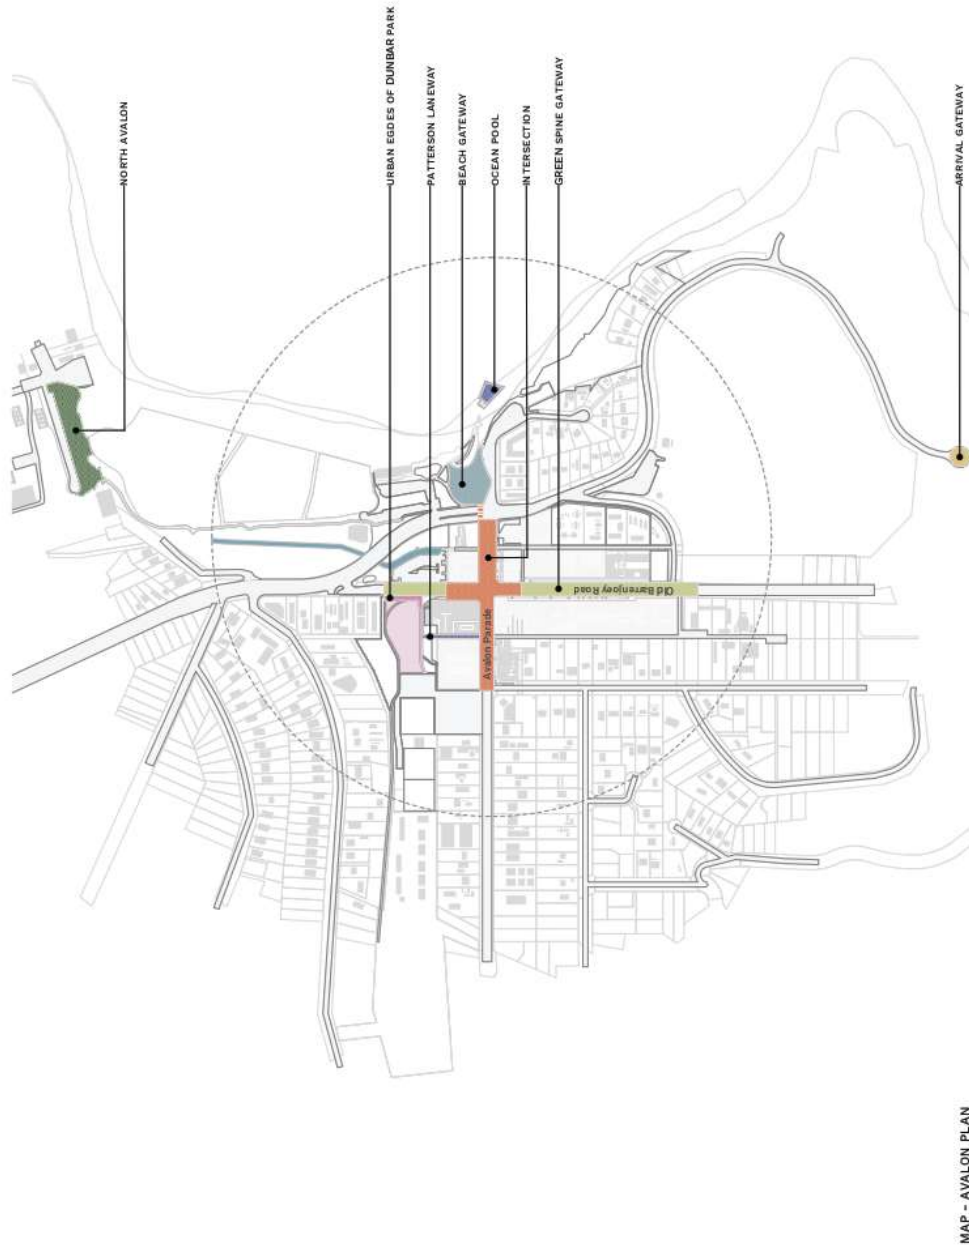 NORTH AVALON
URBAN EGDES OF DUNBAR PARK
PATTERSON LANEWAY
BEACH GATEWAY
OCEAN POOL
INTERSECTION
GREEN SPINE GATEWAY
ARRIVAL GATEWAY
Avalon Parade
Old Barrenjoey Road
MAP – AVALON PLAN